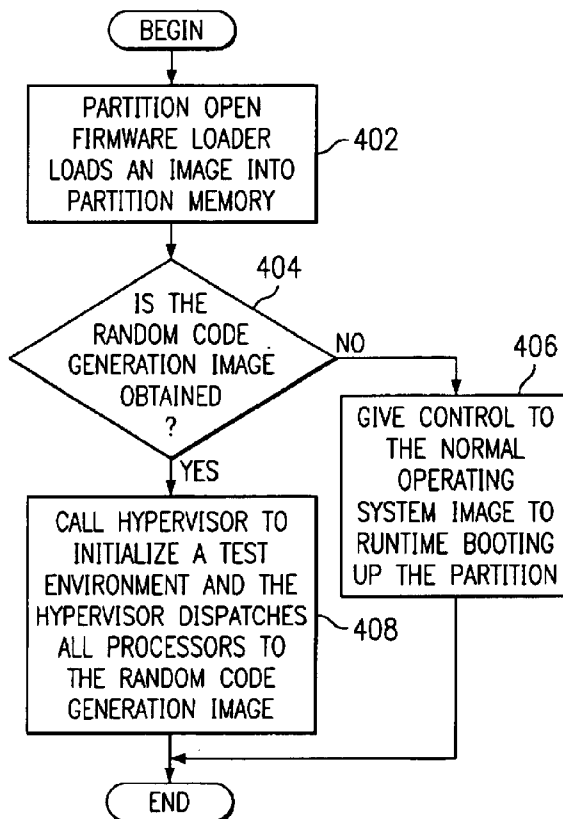 BEGIN
PARTITION OPEN
FIRMWARE LOADER
LOADS AN IMAGE INTO
PARTITION MEMORY
402
404
IS THE
RANDOM CODE
GENERATION IMAGE
OBTAINED
?
NO
YES
406
GIVE CONTROL TO
THE NORMAL
OPERATING
SYSTEM IMAGE TO
RUNTIME BOOTING
UP THE PARTITION
CALL HYPERVISOR TO
INITIALIZE A TEST
ENVIRONMENT AND THE
HYPERVISOR DISPATCHES
ALL PROCESSORS TO
THE RANDOM CODE
GENERATION IMAGE
408
END